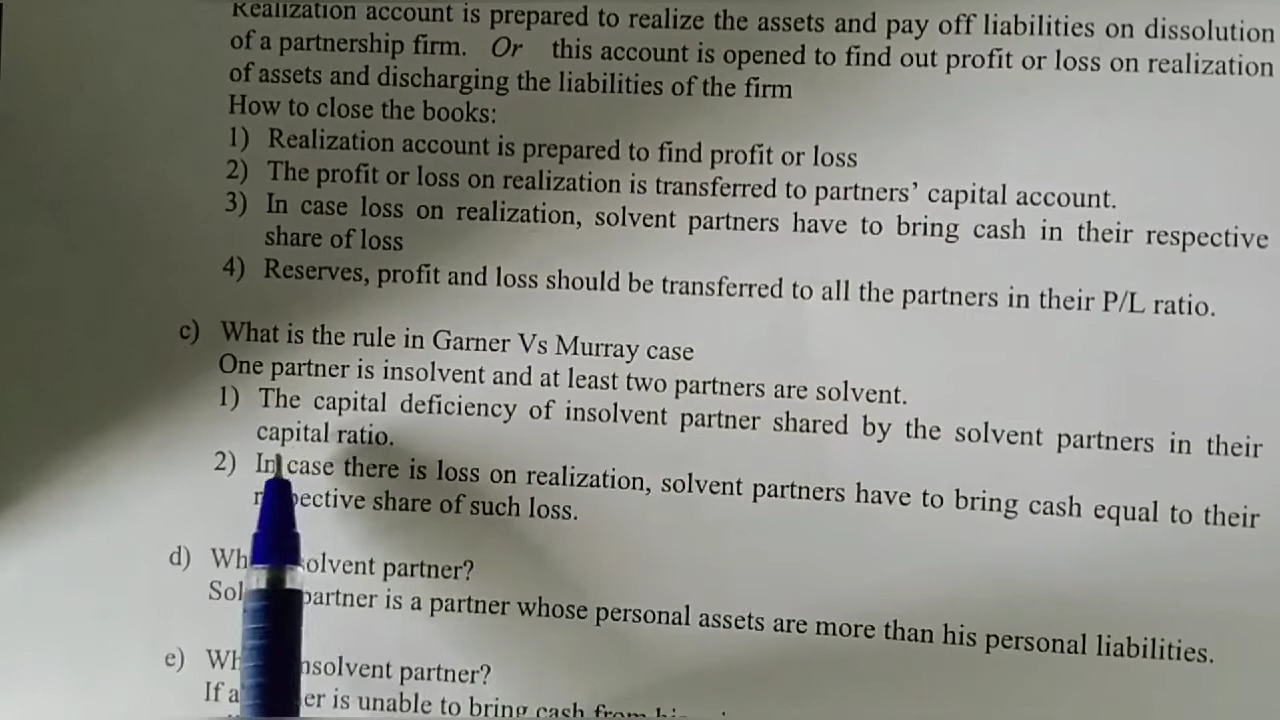 Realization account is prepared to realize the assets and pay off liabilities on dissolution
of a partnership firm. Or this account is opened to find out profit or loss on realization
of assets and discharging the liabilities of the firm
How to close the books:
1) Realization account is prepared to find profit or loss
2) The profit or loss on realization is transferred to partners' capital account.
3) In case loss on realization, solvent partners have to bring cash in their respective
share of loss
4) Reserves, profit and loss should be transferred to all the partners in their P/L ratio.
c) What is the rule in Garner Vs Murray case
One partner is insolvent and at least two partners are solvent.
1) The capital deficiency of insolvent partner shared by the solvent partners in their
capital ratio.
2) In case there is loss on realization, solvent partners have to bring cash equal to their
respective share of such loss.
d) solvent partner?
partner is a partner whose personal assets are more than his personal liabilities.
e) insolvent partner?
If a is unable to bring cash from